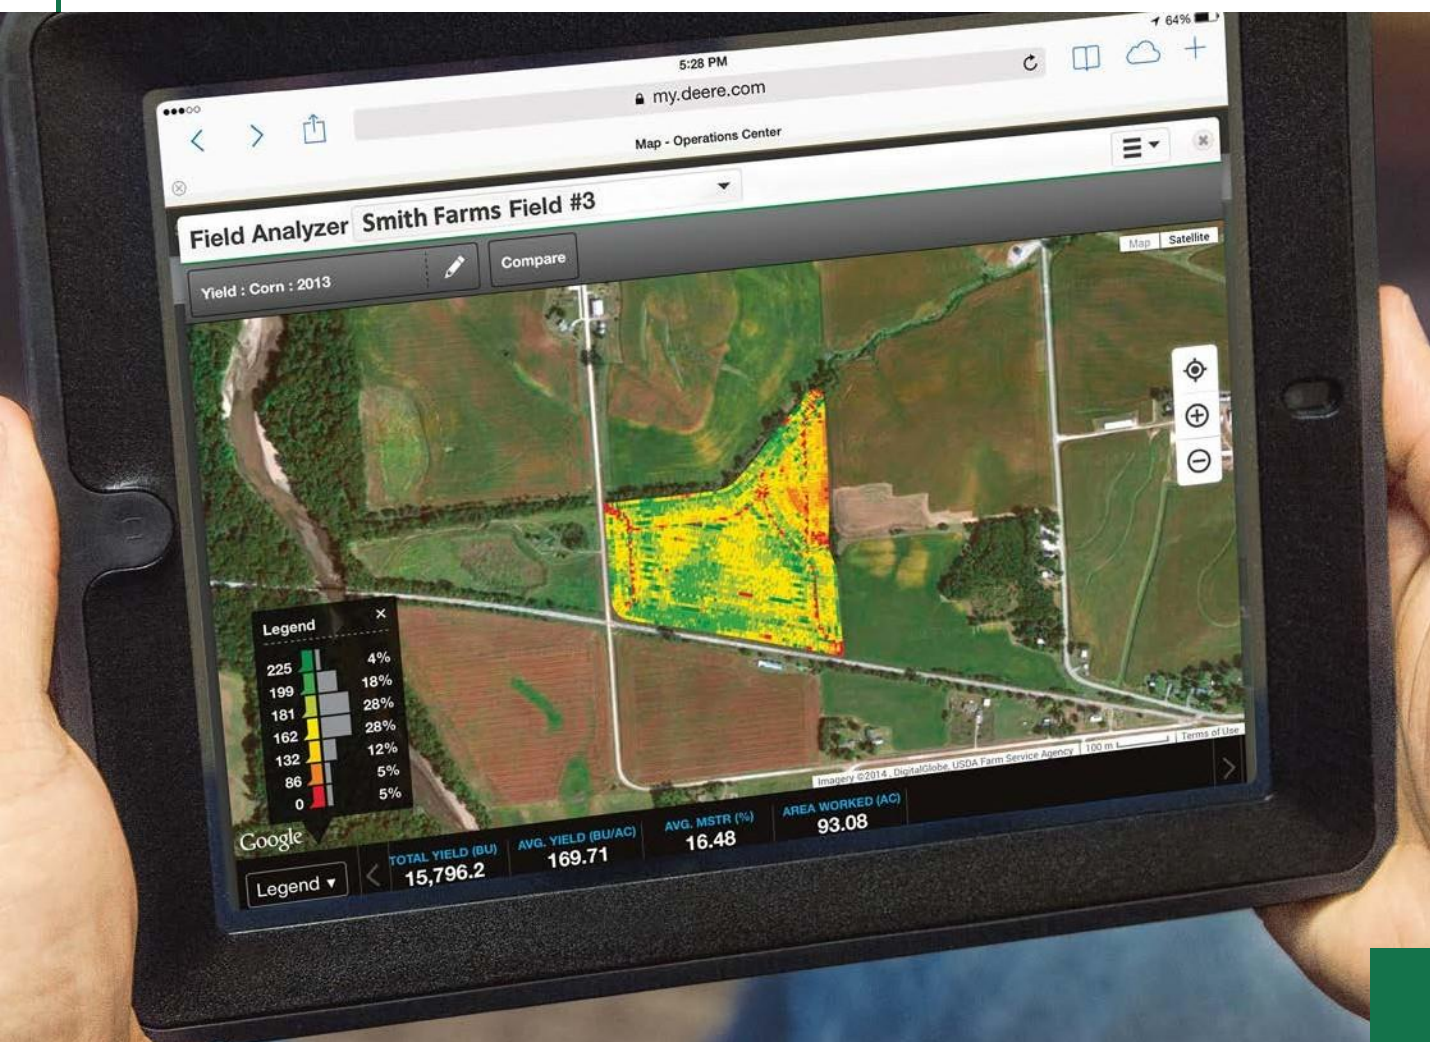 64%
5:28 PM
my.deere.com
Map - Operations Center
Field Analyzer Smith Farms Field #3
Yield : Corn : 2013
Compare
Map Satellite
Legend
225 4%
199 18%
181 28%
162 28%
132 12%
86 5%
0 5%
Google
Imagery ©2014 , DigitalGlobe, USDA Farm Service Agency 100 m Terms of Use
Legend
TOTAL YIELD (BU) AVG. YIELD (BU/AC) AVG. MSTR (%) AREA WORKED (AC)
15,796.2 169.71 16.48 93.08